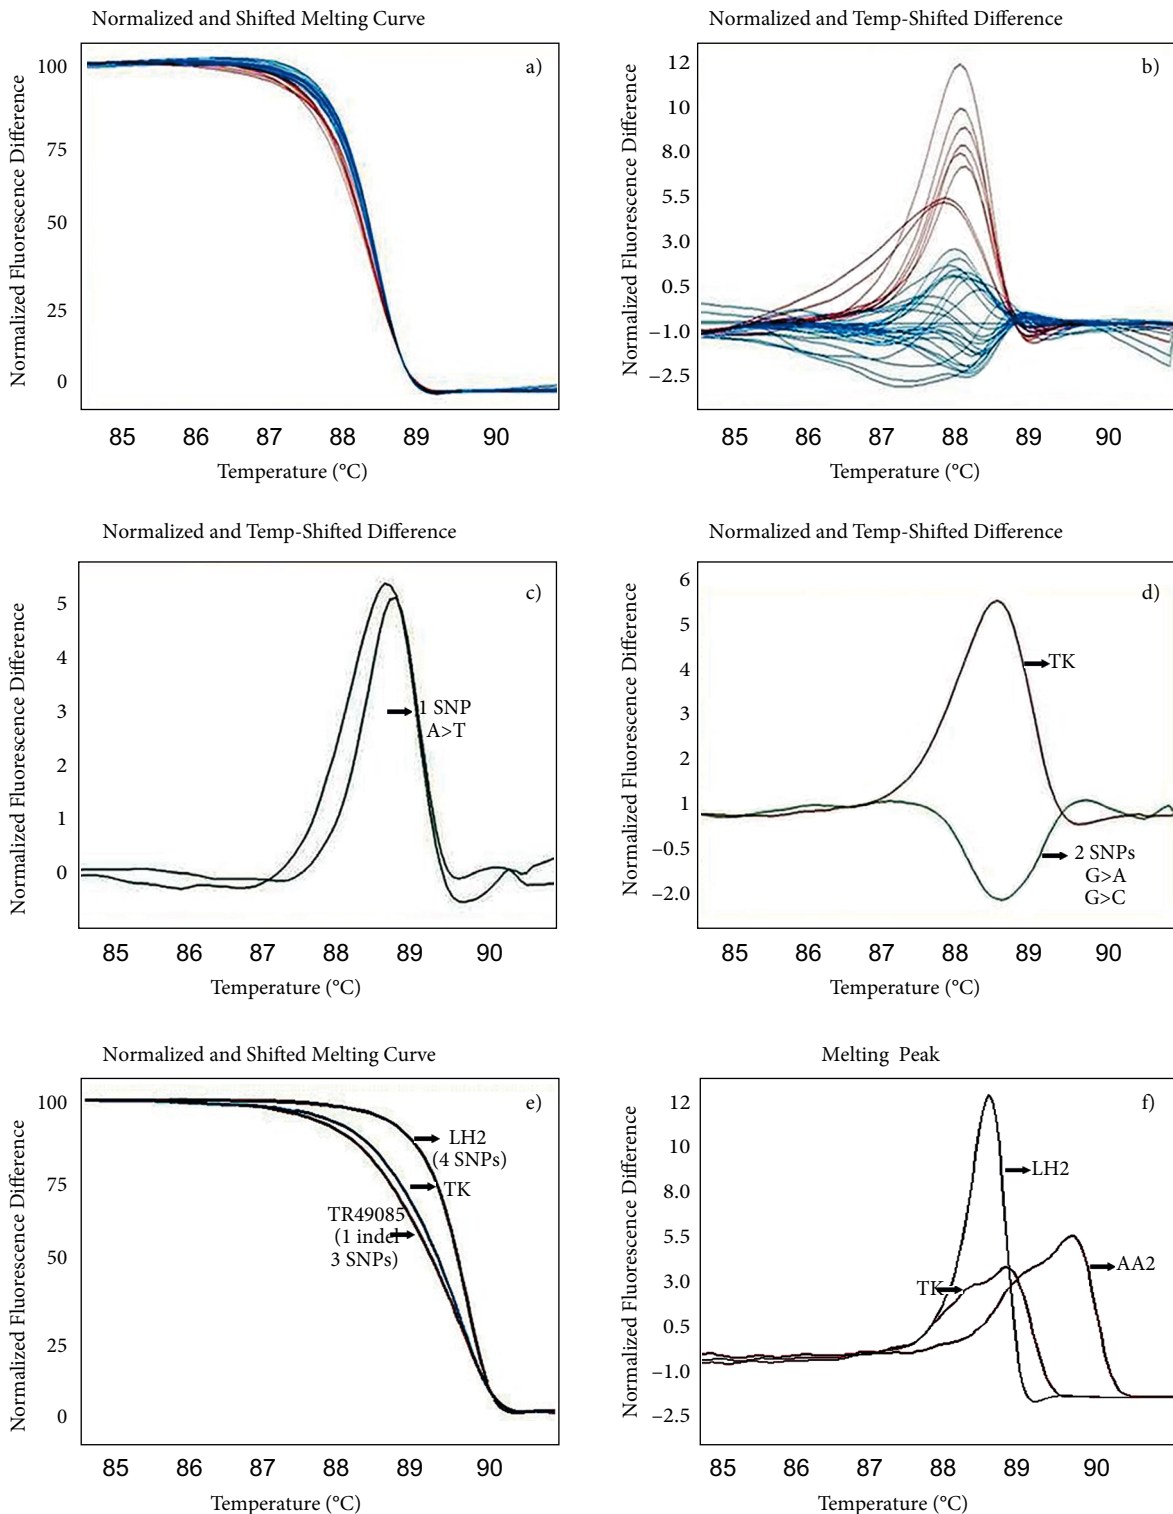 Normalized and Shifted Melting Curve
a)
Normalized Fluorescence Difference
100
75
50
25
0
85 86 87 88 89 90
Temperature (°C)
Normalized and Temp-Shifted Difference
b)
Normalized Fluorescence Difference
12
10
8.0
5.5
3.0
0.5
−1.0
−2.5
85 86 87 88 89 90
Temperature (°C)
Normalized and Temp-Shifted Difference
c)
Normalized Fluorescence Difference
5
4
3
2
1
0
1 SNP
A>T
85 86 87 88 89 90
Temperature (°C)
Normalized and Temp-Shifted Difference
d)
Normalized Fluorescence Difference
6
5
4
3
2
1
−0.5
−2.0
TK
2 SNPs
G>A
G>C
85 86 87 88 89 90
Temperature (°C)
Normalized and Shifted Melting Curve
e)
Normalized Fluorescence Difference
100
75
50
25
0
LH2
(4 SNPs)
TK
TR49085
(1 indel
3 SNPs)
85 86 87 88 89 90
Temperature (°C)
Melting Peak
f)
Normalized Fluorescence Difference
12
10
8.0
5.5
3.0
0.5
−1.0
−2.5
LH2
AA2
TK
85 86 87 88 89 90
Temperature (°C)